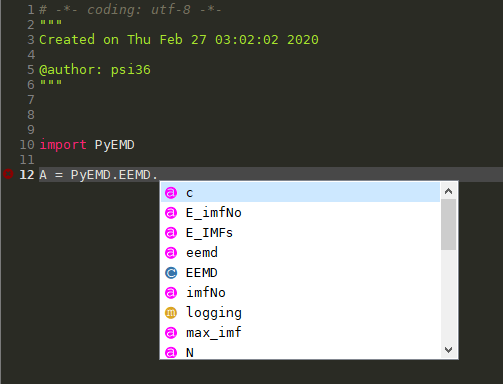 1 # -*- coding: utf-8 -*-
2 """
3 Created on Thu Feb 27 03:02:02 2020
4
5 @author: psi36
6 """
7
8
9
10 import PyEMD
11
12 A = PyEMD.EEMD.
a c
a E_imfNo
a E_IMFs
a eemd
C EEMD
a imfNo
m logging
a max_imf
a N